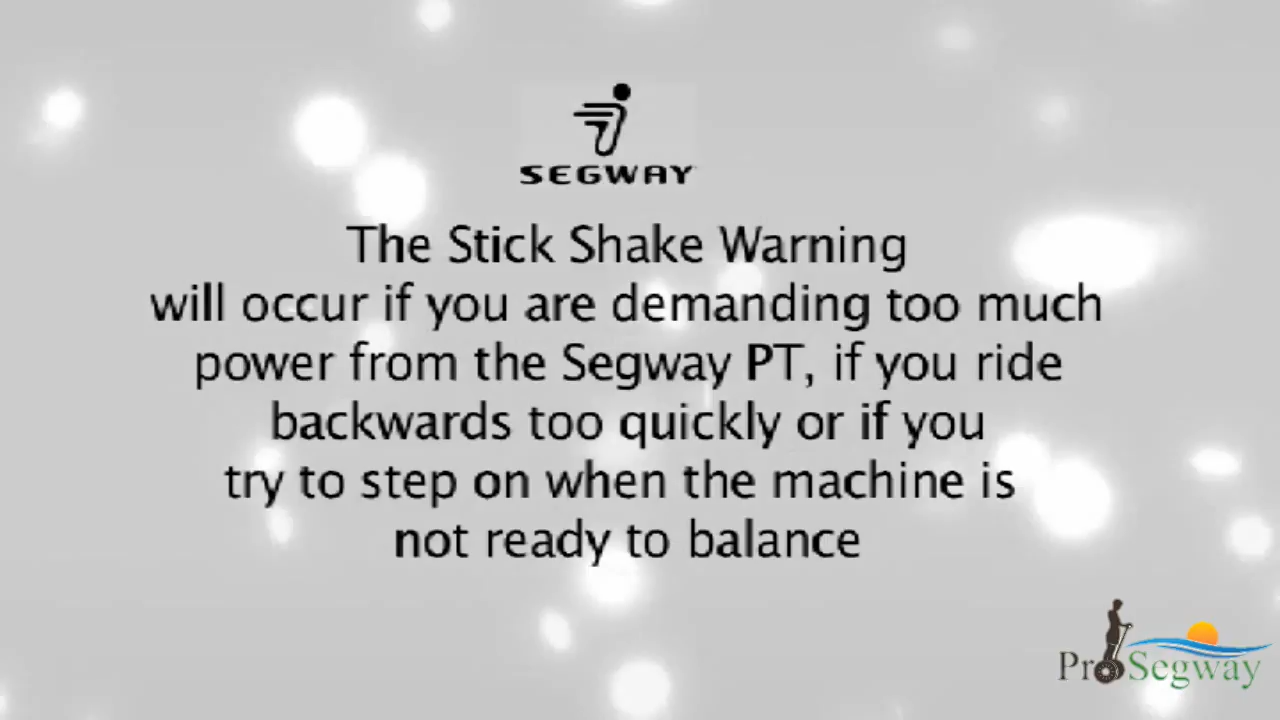 SEGWAY
The Stick Shake Warning
will occur if you are demanding too much
power from the Segway PT, if you ride
backwards too quickly or if you
try to step on when the machine is
not ready to balance
ProSegway